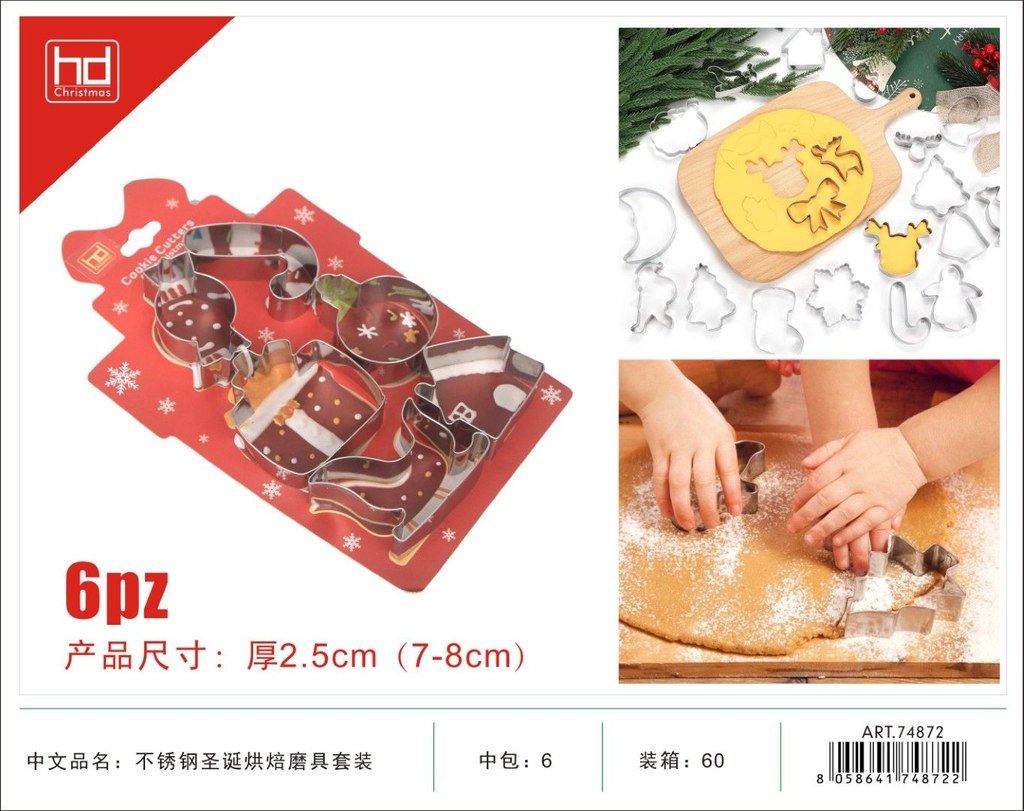 hd
Christmas
hd
Cookie Cutters
6pz
产品尺寸：厚2.5cm（7-8cm）
中文品名：不锈钢圣诞烘焙磨具套装
中包：6
装箱：60
ART.74872
8 058641 748722